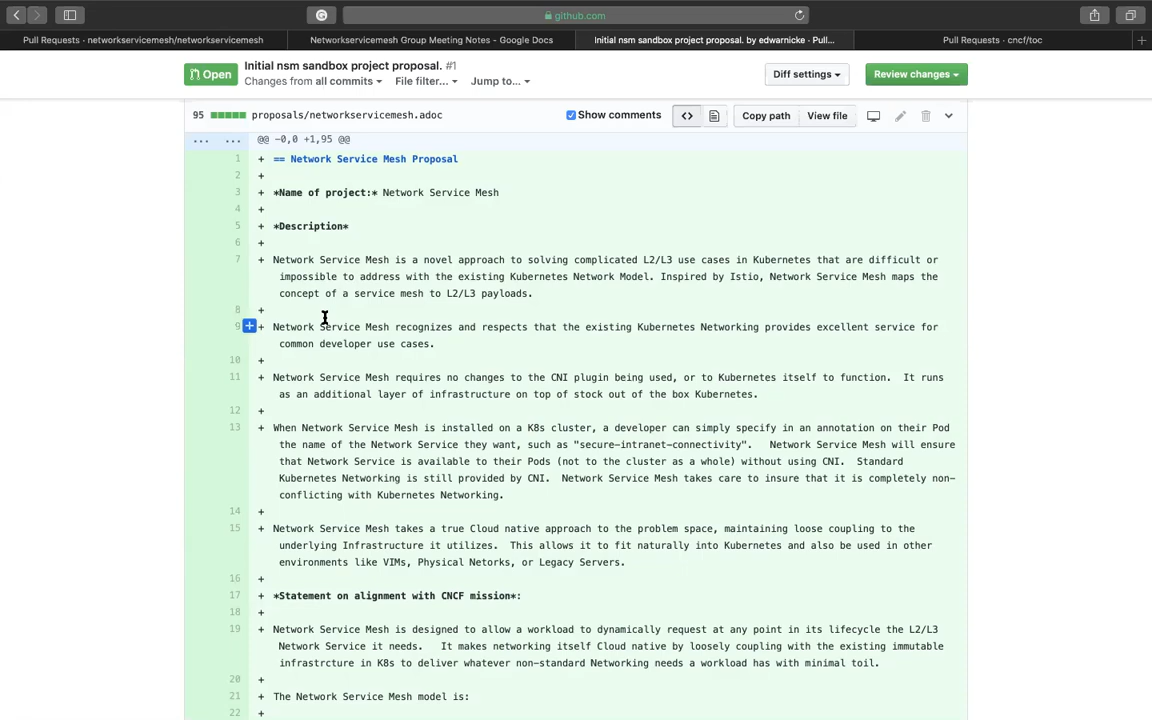 github.com
Pull Requests · networkservicemesh/networkservicemesh
Networkservicemesh Group Meeting Notes - Google Docs
Initial nsm sandbox project proposal. by edwarnicke · Pull...
Pull Requests · cncf/toc
Open
Initial nsm sandbox project proposal. #1
Changes from all commits
File filter...
Jump to...
Diff settings
Review changes
95
proposals/networkservicemesh.adoc
Show comments
<>
Copy path
View file
... ... @@ -0,0 +1,95 @@
1 + == Network Service Mesh Proposal
2 +
3 + *Name of project:* Network Service Mesh
4 +
5 + *Description*
6 +
7 + Network Service Mesh is a novel approach to solving complicated L2/L3 use cases in Kubernetes that are difficult or
impossible to address with the existing Kubernetes Network Model. Inspired by Istio, Network Service Mesh maps the
concept of a service mesh to L2/L3 payloads.
8 +
9 + Network Service Mesh recognizes and respects that the existing Kubernetes Networking provides excellent service for
common developer use cases.
10 +
11 + Network Service Mesh requires no changes to the CNI plugin being used, or to Kubernetes itself to function.  It runs
as an additional layer of infrastructure on top of stock out of the box Kubernetes.
12 +
13 + When Network Service Mesh is installed on a K8s cluster, a developer can simply specify in an annotation on their Pod
the name of the Network Service they want, such as "secure-intranet-connectivity".   Network Service Mesh will ensure
that Network Service is available to their Pods (not to the cluster as a whole) without using CNI.  Standard
Kubernetes Networking is still provided by CNI.  Network Service Mesh takes care to insure that it is completely non-
conflicting with Kubernetes Networking.
14 +
15 + Network Service Mesh takes a true Cloud native approach to the problem space, maintaining loose coupling to the
underlying Infrastructure it utilizes.  This allows it to fit naturally into Kubernetes and also be used in other
environments like VIMs, Physical Networks, or Legacy Servers.
16 +
17 + *Statement on alignment with CNCF mission*:
18 +
19 + Network Service Mesh is designed to allow a workload to dynamically request at any point in its lifecycle the L2/L3
Network Service it needs.   It makes networking itself Cloud native by loosely coupling with the existing immutable
infrastrcture in K8s to deliver whatever non-standard Networking needs a workload has with minimal toil.
20 +
21 + The Network Service Mesh model is:
22 +